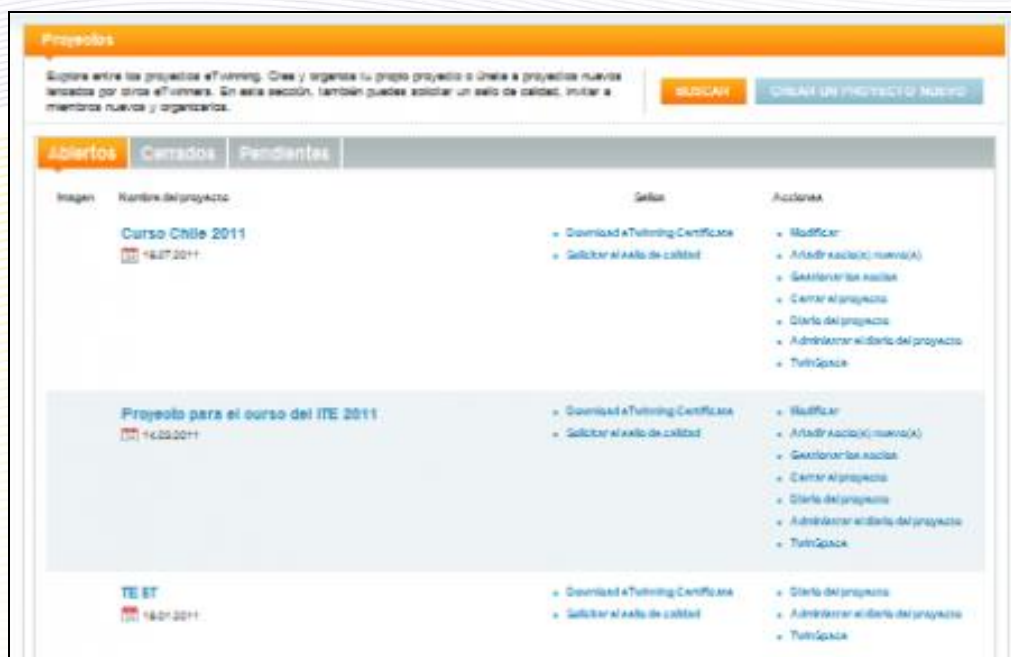 Proyectos
Explore entre los proyectos eTwinning. Cree y organice tu propio proyecto o únete a proyectos nuevos
lanzados por otros eTwinners. En esta sección, también puedes solicitar un sello de calidad, invitar a
miembros nuevos y organizarlos.
BUSCAR
CREAR UN PROYECTO NUEVO
Abiertos Cerrados Pendientes
Imagen Nombre del proyecto Sellos Acciones
Curso Chile 2011
Download eTwinning Certificate
Modificar
Solicitar el sello de calidad
Añadir socio(s) nuevo(s)
Gestionar los socios
Cerrar el proyecto
Diario del proyecto
Administrar el diario del proyecto
TwinSpace
Proyecto para el curso del ITE 2011
Download eTwinning Certificate
Modificar
Solicitar el sello de calidad
Añadir socio(s) nuevo(s)
Gestionar los socios
Cerrar el proyecto
Diario del proyecto
Administrar el diario del proyecto
TwinSpace
TE ST
Download eTwinning Certificate
Diario del proyecto
Solicitar el sello de calidad
Administrar el diario del proyecto
TwinSpace